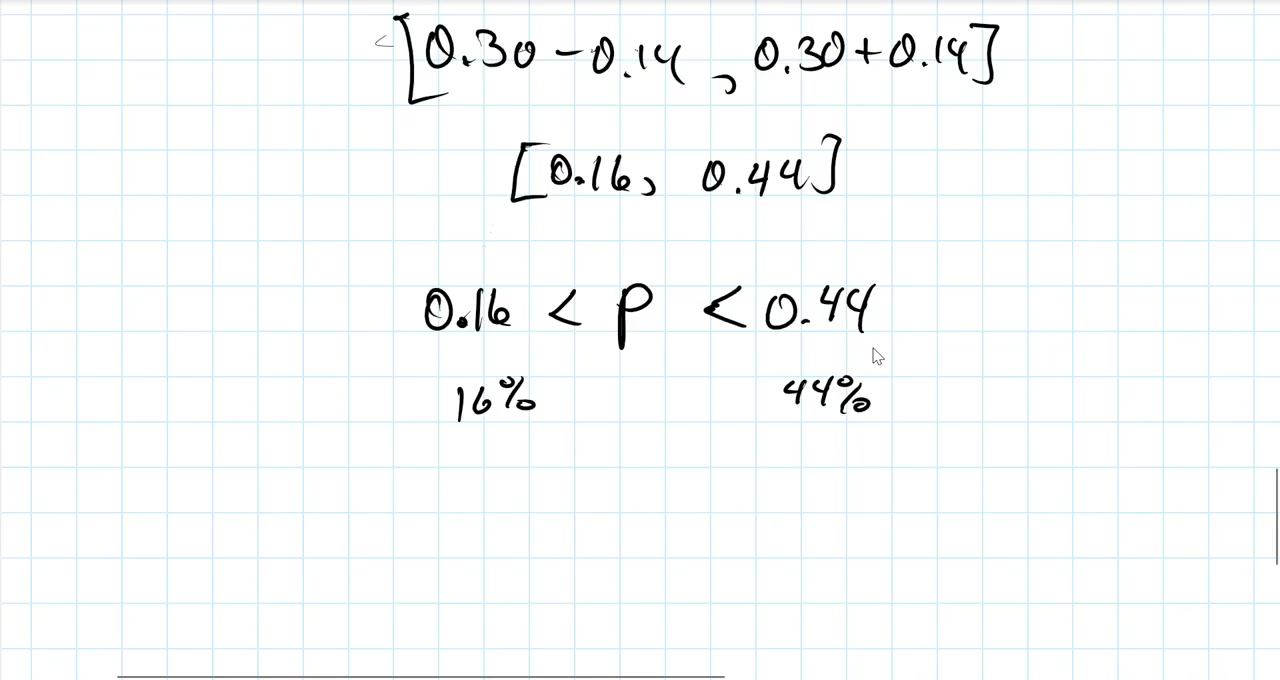 [0.30-0.14, 0.30+0.14]
[0.16, 0.44]
0.16 < p < 0.44
16% 44%